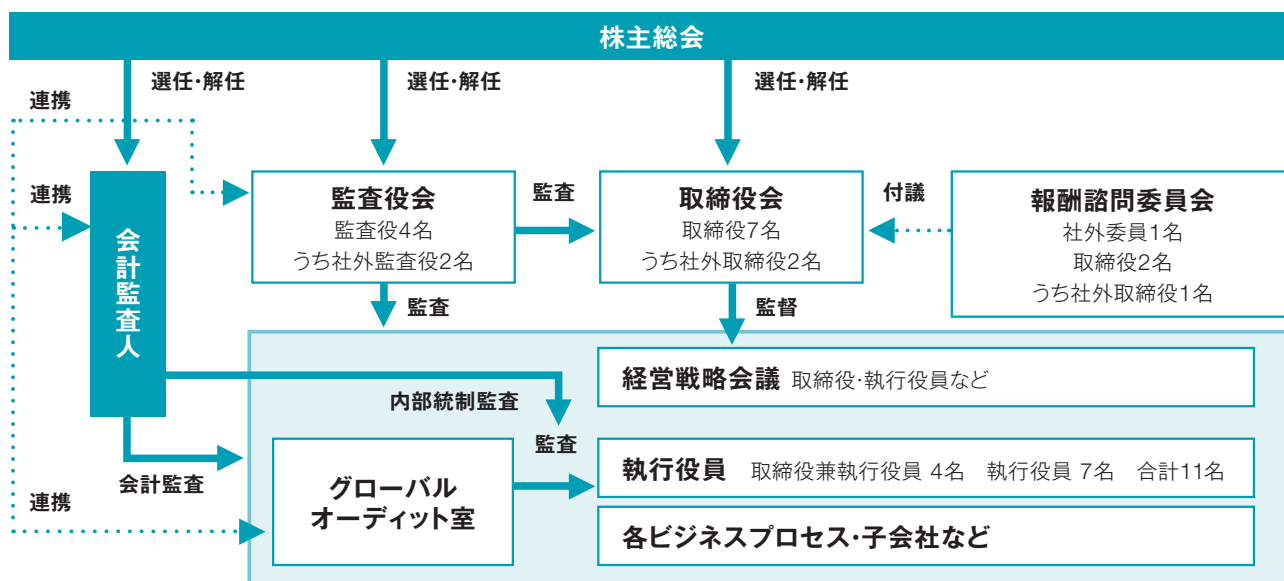 株主総会
選任・解任
選任・解任
選任・解任
連携
連携
会計監査人
監査役会
監査役4名
うち社外監査役2名
監査
取締役会
取締役7名
うち社外取締役2名
付議
報酬諮問委員会
社外委員1名
取締役2名
うち社外取締役1名
監査
監督
経営戦略会議 取締役・執行役員など
内部統制監査
監査
会計監査
連携
グローバル
オーディット室
執行役員 取締役兼執行役員 4名 執行役員 7名 合計11名
各ビジネスプロセス・子会社など